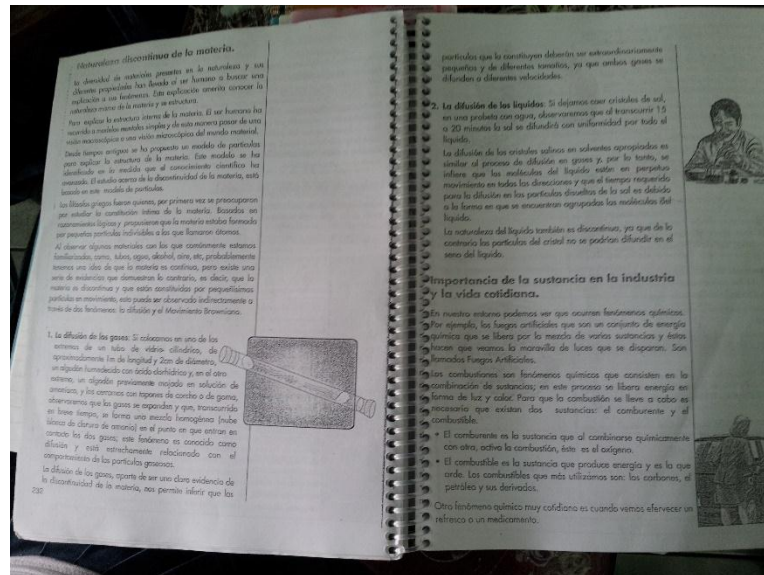 Naturaleza discontinua de la materia.
La diversidad de materiales presentes en la naturaleza y sus
diferentes propiedades han llevado al ser humano a buscar una
explicación a sus fenómenos. Esta explicación amerita conocer la
naturaleza misma de la materia y su estructura.
Para explicar la estructura interna de la materia. El ser humano ha
recurrido a modelos mentales simples y de esta manera pasar de una
visión macroscópica a una visión microscópica del mundo material.
Desde tiempos antiguos se ha propuesto un modelo de partículas
para explicar la estructura de la materia. Este modelo se ha
identificado en la medida que el conocimiento científico ha
avanzado. El estudio acerca de la discontinuidad de la materia, está
basado en este modelo de partículas.
Los filósofos griegos fueron quienes, por primera vez se preocuparon
por estudiar la constitución íntima de la materia. Basados en
razonamientos lógicos y propusieron que la materia estaba formada
por pequeñas partículas indivisibles a las que llamaron átomos.
Al observar algunos materiales con los que comúnmente estamos
familiarizados, como, tubos, agua, alcohol, aire, etc, probablemente
tenemos una idea de que la materia es continua, pero existe una
serie de evidencias que demuestran lo contrario, es decir, que la
materia es discontinua y que están constituidas por pequeñísimas
partículas en movimiento, esto puede ser observado indirectamente a
través de dos fenómenos: la difusión y el Movimiento Browniano.
1. La difusión de los gases: Si colocamos en uno de los
extremos de un tubo de vidrio cilíndrico, de
aproximadamente 1m de longitud y 2cm de diámetro,
un algodón humedecido con ácido clorhídrico y, en el otro
extremo, un algodón previamente mojado en solución de
amoníaco, y los cerramos con tapones de corcho ó de goma,
observaremos que los gases se expanden y que, transcurrido
un breve tiempo, se forma una mezcla homogénea (nube
blanca de cloruro de amonio) en el punto en que entran en
contacto los dos gases; este fenómeno es conocido como
difusión y está estrechamente relacionado con el
comportamiento de las partículas gaseosas.
La difusión de los gases, aparte de ser una clara evidencia de
la discontinuidad de la materia, nos permite inferir que las
partículas que la constituyen deberán ser extraordinariamente
pequeñas y de diferentes tamaños, ya que ambos gases se
difunden a diferentes velocidades.
2. La difusión de los líquidos: Si dejamos caer cristales de sal,
en una probeta con agua, observaremos que al transcurrir 15
o 20 minutos la sal se difundirá con uniformidad por todo el
líquido.
La difusión de los cristales salinos en solventes apropiados es
similar al proceso de difusión en gases y, por lo tanto, se
infiere que las moléculas del líquido están en perpetuo
movimiento en todas las direcciones y que el tiempo requerido
para la difusión en las partículas disueltas de la sal es debido
a la forma en que se encuentran agrupadas las moléculas del
líquido.
La naturaleza del líquido también es discontinua, ya que de lo
contrario las partículas del cristal no se podrían difundir en el
seno del líquido.
Importancia de la sustancia en la industria
y la vida cotidiana.
En nuestro entorno podemos ver que ocurren fenómenos químicos.
Por ejemplo, los fuegos artificiales que son un conjunto de energía
química que se libera por la mezcla de varias sustancias y éstas
hacen que veamos la maravilla de luces que se disparan. Son
llamados Fuegos Artificiales.
Las combustiones son fenómenos químicos que consisten en la
combinación de sustancias; en este proceso se libera energía en
forma de luz y calor. Para que la combustión se lleve a cabo es
necesario que existan dos sustancias: el comburente y el
combustible.
• El comburente es la sustancia que al combinarse químicamente
con otra, activa la combustión, éste es el oxígeno.
• El combustible es la sustancia que produce energía y es la que
arde. Los combustibles que más utilizamos son: los carbones, el
petróleo y sus derivados.
Otro fenómeno químico muy cotidiano es cuando vemos efervecer un
refresco o un medicamento.